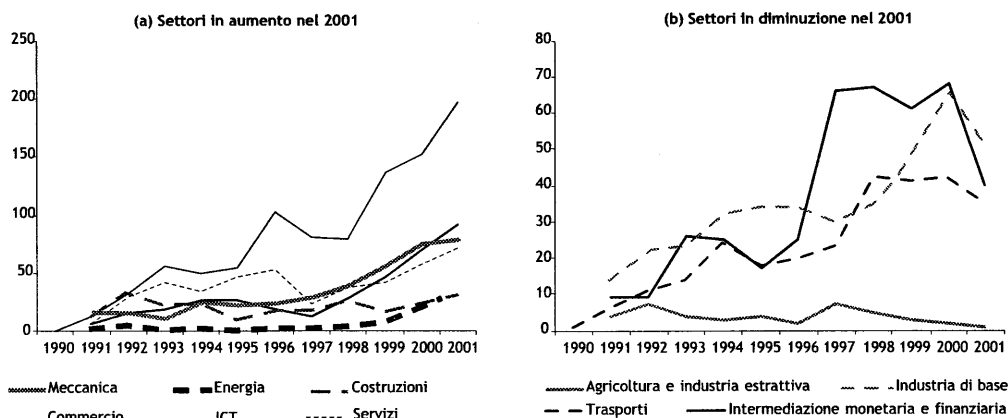 (a) Settori in aumento nel 2001
250
200
150
100
50
0
1990 1991 1992 1993 1994 1995 1996 1997 1998 1999 2000 2001
Meccanica Energia Costruzioni
Commercio ICT Servizi
(b) Settori in diminuzione nel 2001
80
70
60
50
40
30
20
10
0
1990 1991 1992 1993 1994 1995 1996 1997 1998 1999 2000 2001
Agricoltura e industria estrattiva Industria di base
Trasporti Intermediazione monetaria e finanziaria